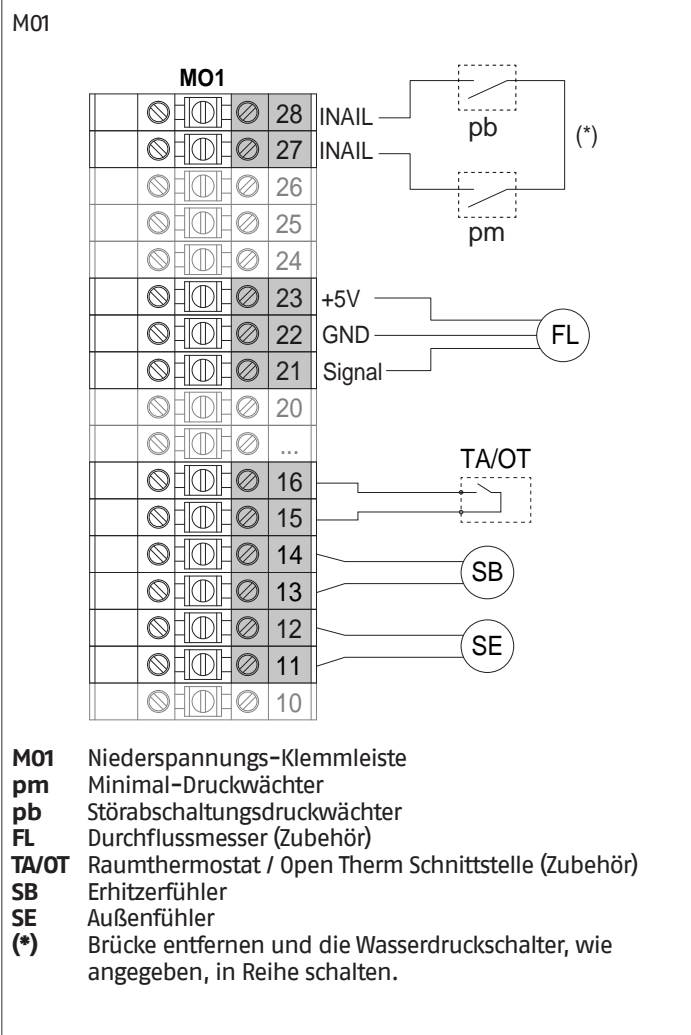 M01
MO1
28 INAIL
pb
(*)
27 INAIL
26
pm
25
24
23 +5V
22 GND
FL
21 Signal
20
...
TA/OT
16
15
14
SB
13
12
SE
11
10
M01 Niederspannungs-Klemmleiste
pm Minimal-Druckwächter
pb Störabschaltungsdruckwächter
FL Durchflussmesser (Zubehör)
TA/OT Raumthermostat / Open Therm Schnittstelle (Zubehör)
SB Erhitzerfühler
SE Außenfühler
(*) Brücke entfernen und die Wasserdruckschalter, wie
angegeben, in Reihe schalten.